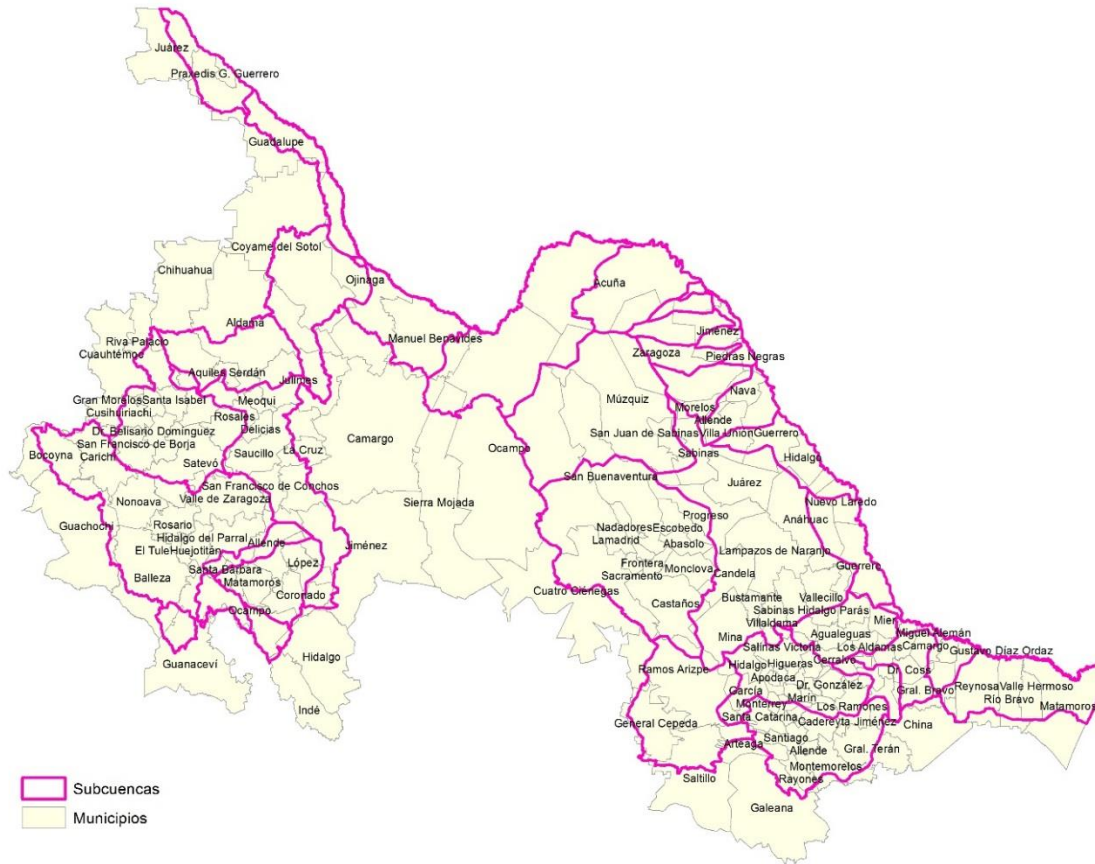 Juárez
Praxedis G. Guerrero
Guadalupe
Coyame del Sotol
Chihuahua
Ojinaga
Acuña
Aldama
Jiménez
Manuel Benavides
Riva Palacio
Cuauhtémoc
Zaragoza
Piedras Negras
Aquiles Serdán
Julimes
Nava
Gran Morelos
Santa Isabel
Meoqui
Múzquiz
Morelos
Cusihuiriachi
Rosales
Allende
Dr. Belisario Domínguez
Delicias
San Juan de Sabinas
Villa Unión
Guerrero
San Francisco de Borja
Camargo
Ocampo
Bocoyna
Carichi
Saucillo
La Cruz
Sabinas
Hidalgo
Satevó
San Buenaventura
Juárez
San Francisco de Conchos
Nonoava
Valle de Zaragoza
Sierra Mojada
Nuevo Laredo
Guachochi
Progreso
Anáhuac
Rosario
Nadadores
Escobedo
Hidalgo del Parral
Allende
Lamadrid
Abasolo
El Tule
Huejotitán
Jiménez
Lampazos de Naranjo
Santa Bárbara
López
Frontera
Monclova
Candela
Guerrero
Balleza
Matamoros
Sacramento
Coronado
Cuatro Ciénegas
Castaños
Bustamante
Vallecillo
Ocampo
Sabinas Hidalgo
Parás
Villaldama
Mier
Agualeguas
Miguel Alemán
Mina
Salinas Victoria
Los Aldamas
Camargo
Gustavo Díaz Ordaz
Guanaceví
Hidalgo
Ramos Arizpe
Hidalgo
Higueras
Cerralvo
Dr. Coss
Apodaca
Dr. González
Reynosa
Valle Hermoso
García
Marín
Gral. Bravo
Río Bravo
Indé
Monterrey
Los Ramones
Matamoros
General Cepeda
Santa Catarina
Cadereyta Jiménez
China
Arteaga
Santiago
Allende
Gral. Terán
Montemorelos
Saltillo
Rayones
Galeana
Subcuencas
Municipios